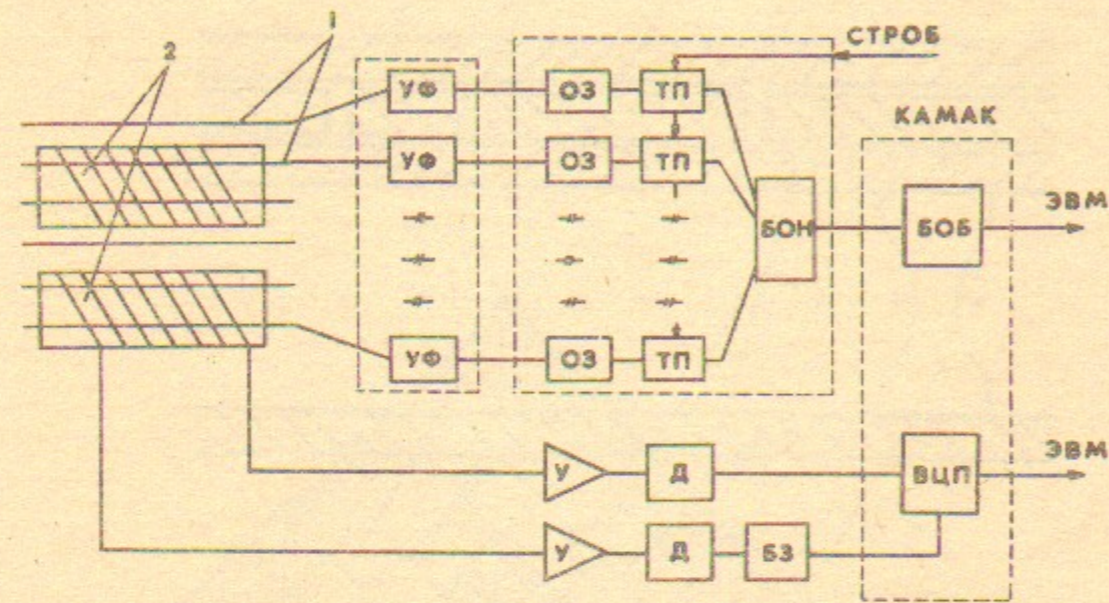 1
2
СТРОБ
УФ ОЗ ТП
КАМАК
УФ ОЗ ТП
БОН БОБ ЭВМ
УФ ОЗ ТП
У Д ВЦП ЭВМ
У Д БЗ